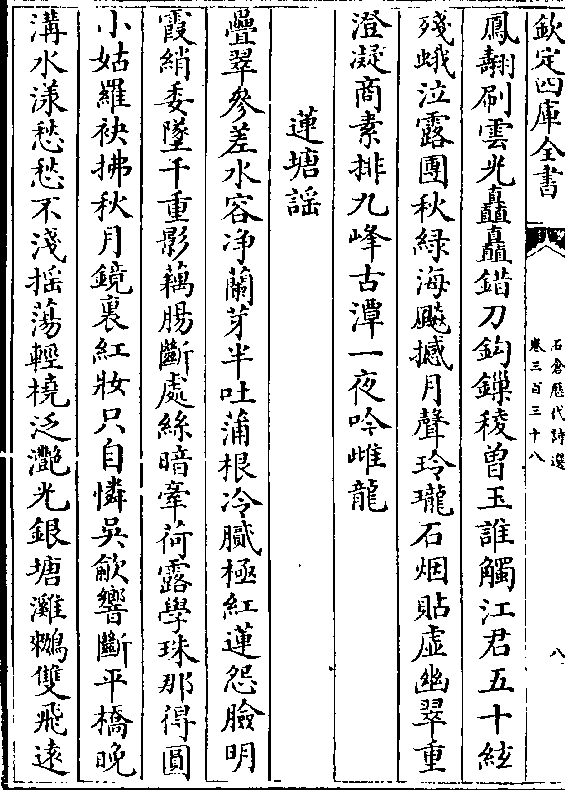 欽定四庫全書
石倉歷代詩選
卷三百三十八
八
鳳翮刷雲光矗矗錯刀鈎鏁稜曽玉誰觸江君五十絃
殘蛾泣露團秋綠海飈撼月聲玲瓏石烟貼虛幽翠重
澄凝商素排九峰古潭一夜吟雌龍
蓮塘謡
疊翠參差水容净蘭芽半吐蒲根冷膩極紅蓮怨臉明
霞綃委墜千重影藕腸斷處絲暗牽荷露學珠那得圓
小姑羅袂拂秋月鏡裏紅妝只自憐吳歈響斷平橋晚
溝水漾愁愁不淺摇蕩輕橈泛灧光銀塘㶉鶒雙飛遠